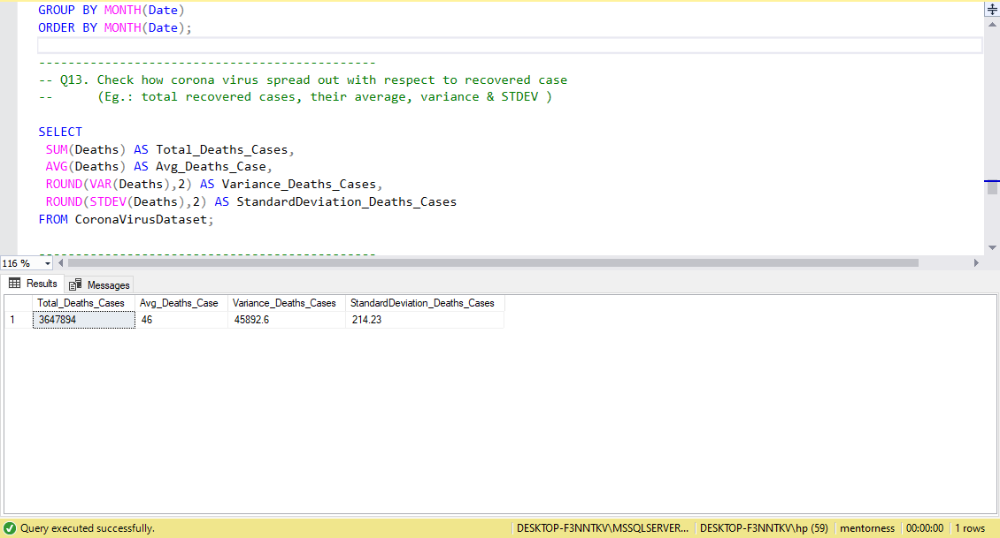 GROUP BY MONTH(Date)
ORDER BY MONTH(Date);
----------------------------------------------
-- Q13. Check how corona virus spread out with respect to recovered case
--      (Eg.: total recovered cases, their average, variance & STDEV )
SELECT
SUM(Deaths) AS Total_Deaths_Cases,
AVG(Deaths) AS Avg_Deaths_Case,
ROUND(VAR(Deaths),2) AS Variance_Deaths_Cases,
ROUND(STDEV(Deaths),2) AS StandardDeviation_Deaths_Cases
FROM CoronaVirusDataset;
----------------------------------------------
116 %
Results Messages
Total_Deaths_Cases Avg_Deaths_Case Variance_Deaths_Cases StandardDeviation_Deaths_Cases
1 3647894 46 45892.6 214.23
Query executed successfully. DESKTOP-F3NNTKV\MSSQLSERVER... DESKTOP-F3NNTKV\hp (59) mentorness 00:00:00 1 rows